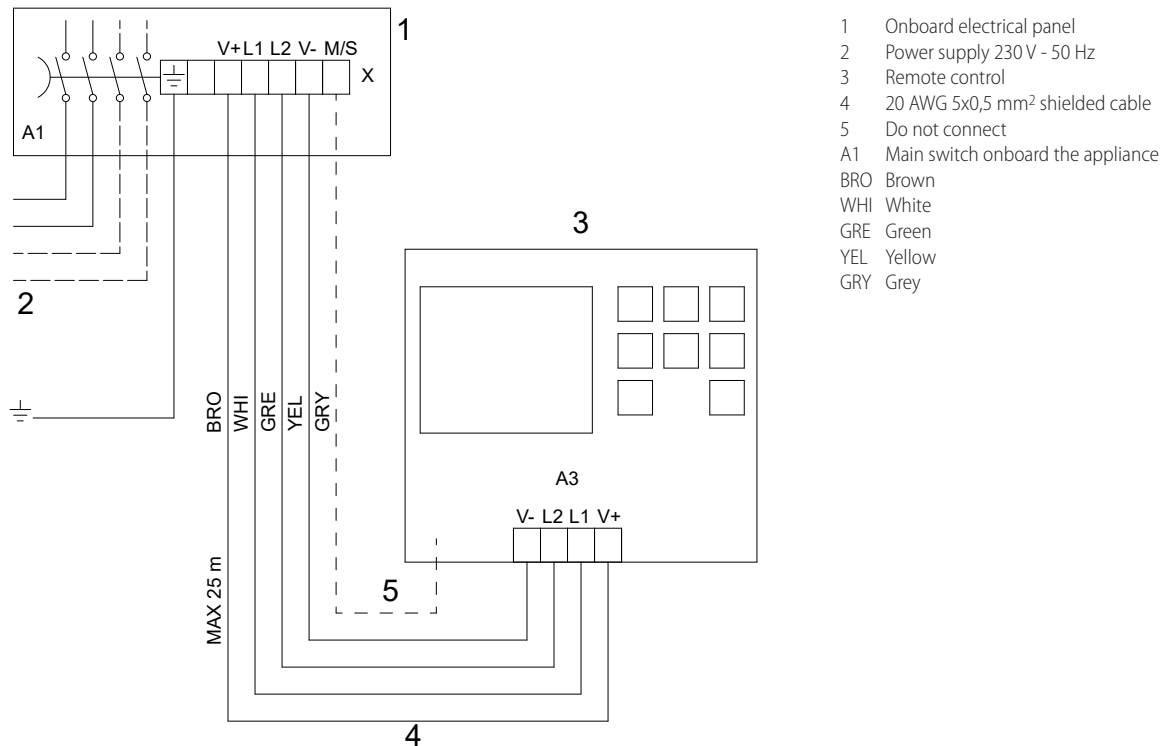 1
V+ L1 L2 V- M/S
X
A1
2
3
BRO
WHI
GRE
YEL
GRY
MAX 25 m
A3
V- L2 L1 V+
5
4
1 Onboard electrical panel
2 Power supply 230 V - 50 Hz
3 Remote control
4 20 AWG 5x0,5 mm² shielded cable
5 Do not connect
A1 Main switch onboard the appliance
BRO Brown
WHI White
GRE Green
YEL Yellow
GRY Grey